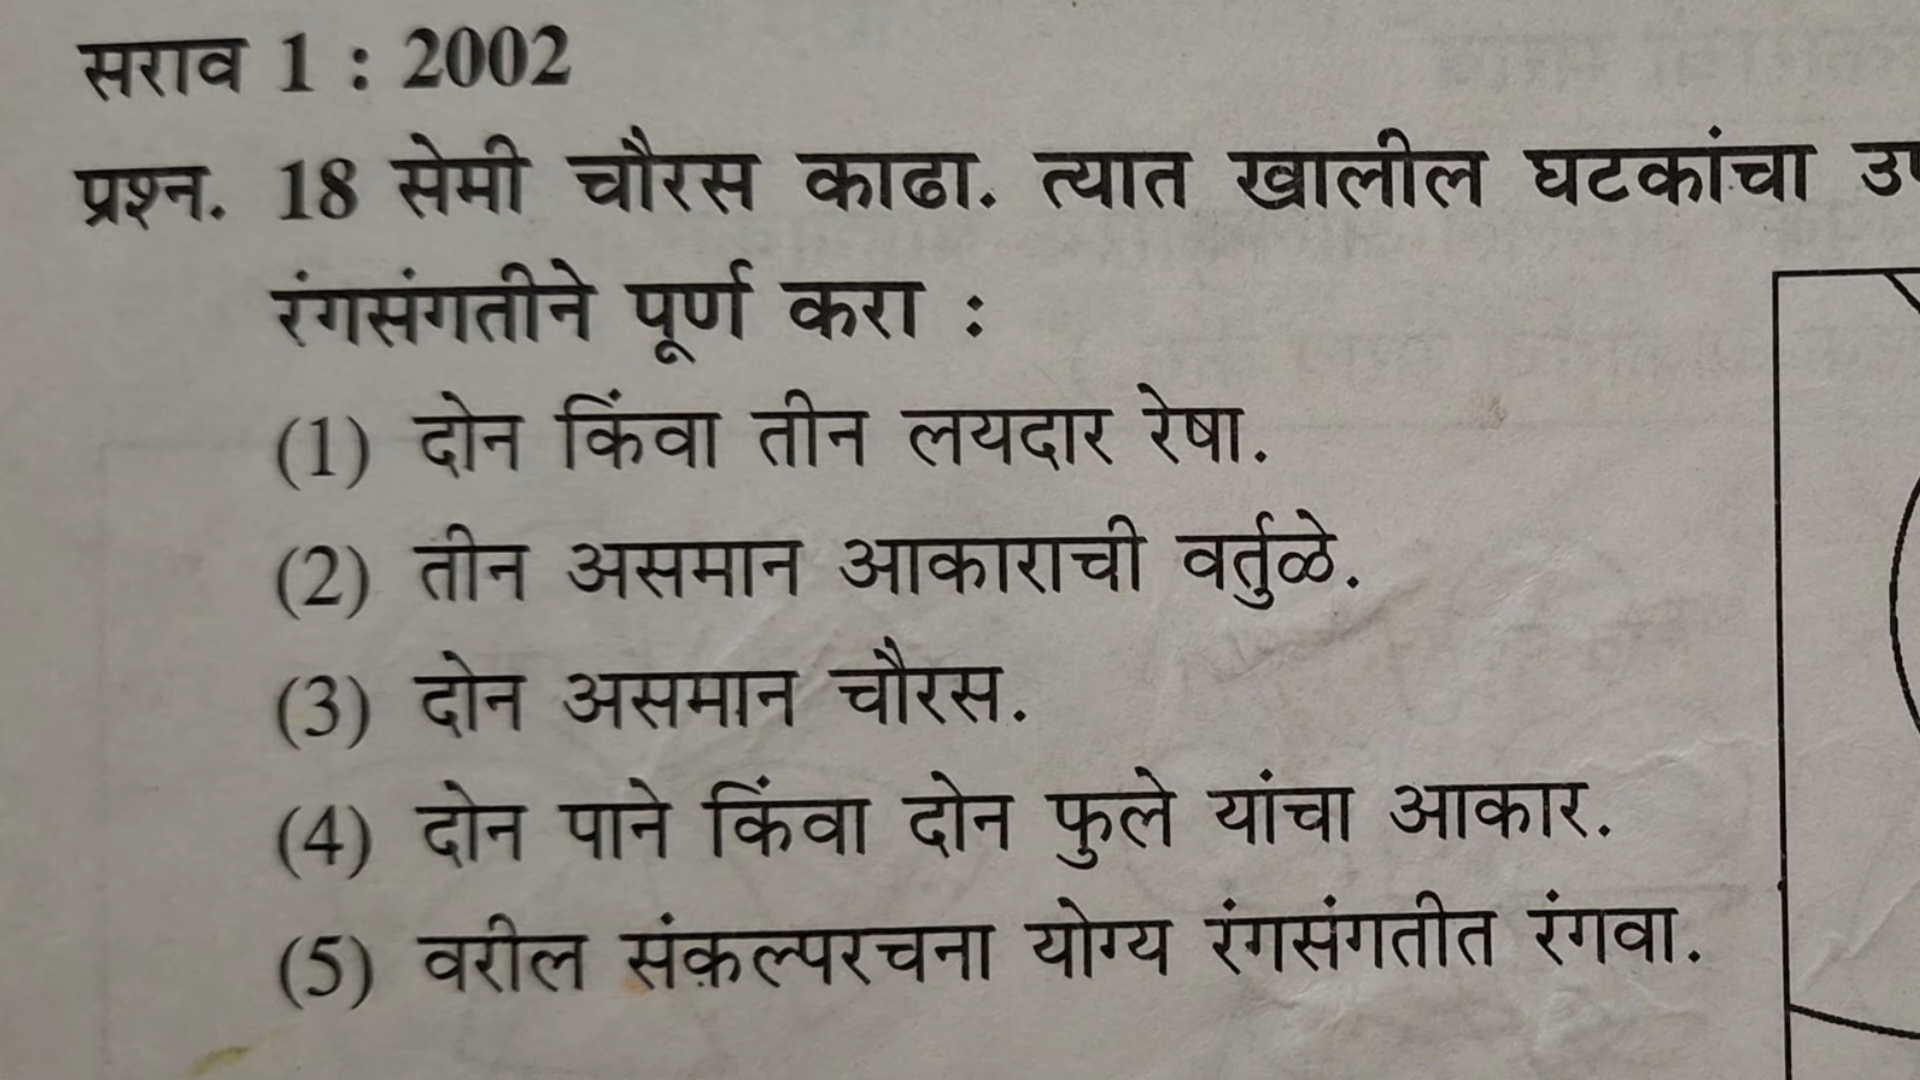 सराव 1 : 2002
प्रश्न. 18 सेमी चौरस काढा. त्यात खालील घटकांचा
रंगसंगतीने पूर्ण करा :
(1) दोन किंवा तीन लयदार रेषा.
(2) तीन असमान आकाराची वर्तुळे.
(3) दोन असमान चौरस.
(4) दोन पाने किंवा दोन फुले यांचा आकार.
(5) वरील संकल्परचना योग्य रंगसंगतीत रंगवा.